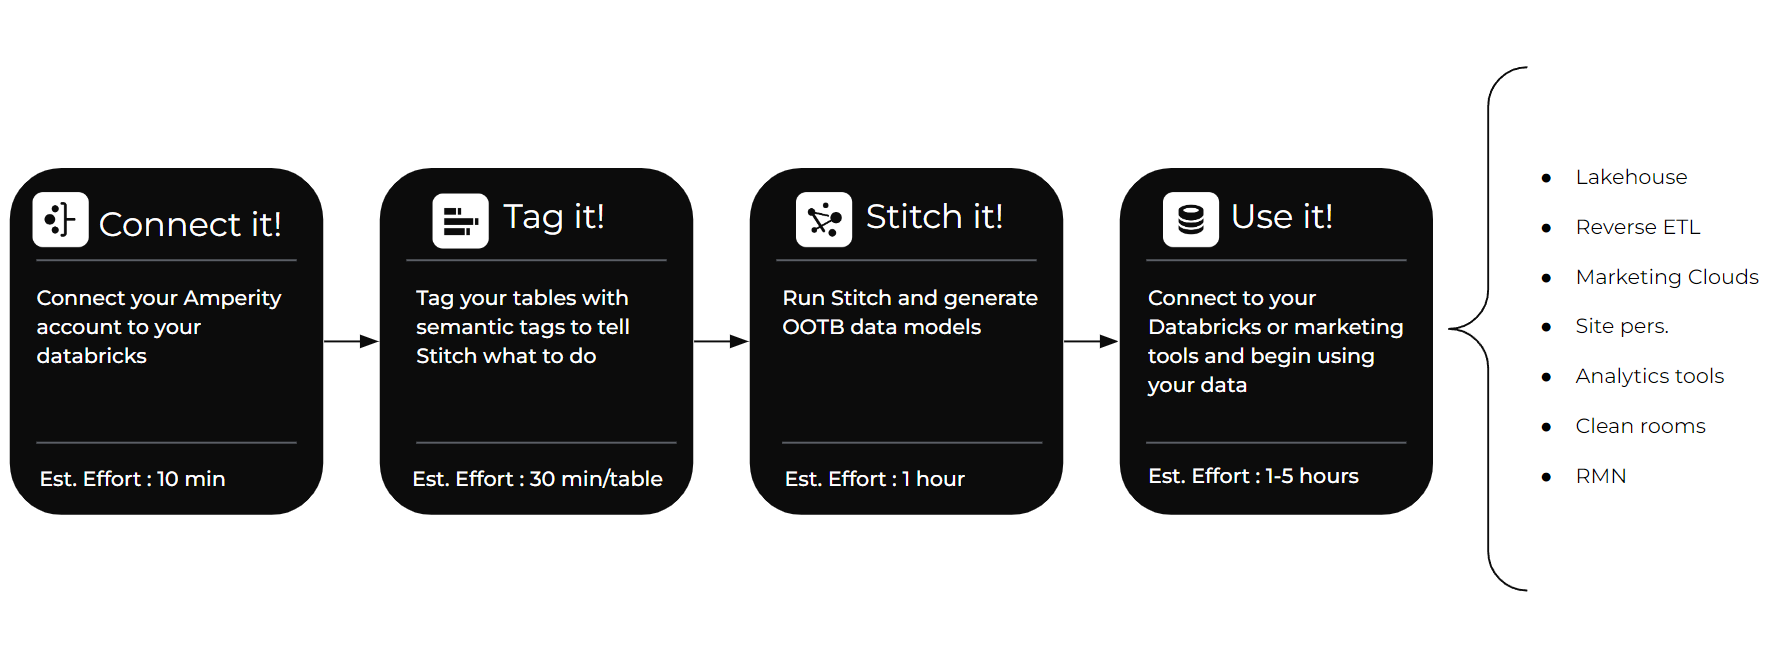 Connect it!
Connect your Amperity
account to your
databricks
Est. Effort : 10 min
Tag it!
Tag your tables with
semantic tags to tell
Stitch what to do
Est. Effort : 30 min/table
Stitch it!
Run Stitch and generate
OOTB data models
Est. Effort : 1 hour
Use it!
Connect to your
Databricks or marketing
tools and begin using
your data
Est. Effort : 1-5 hours
● Lakehouse
● Reverse ETL
● Marketing Clouds
● Site pers.
● Analytics tools
● Clean rooms
● RMN